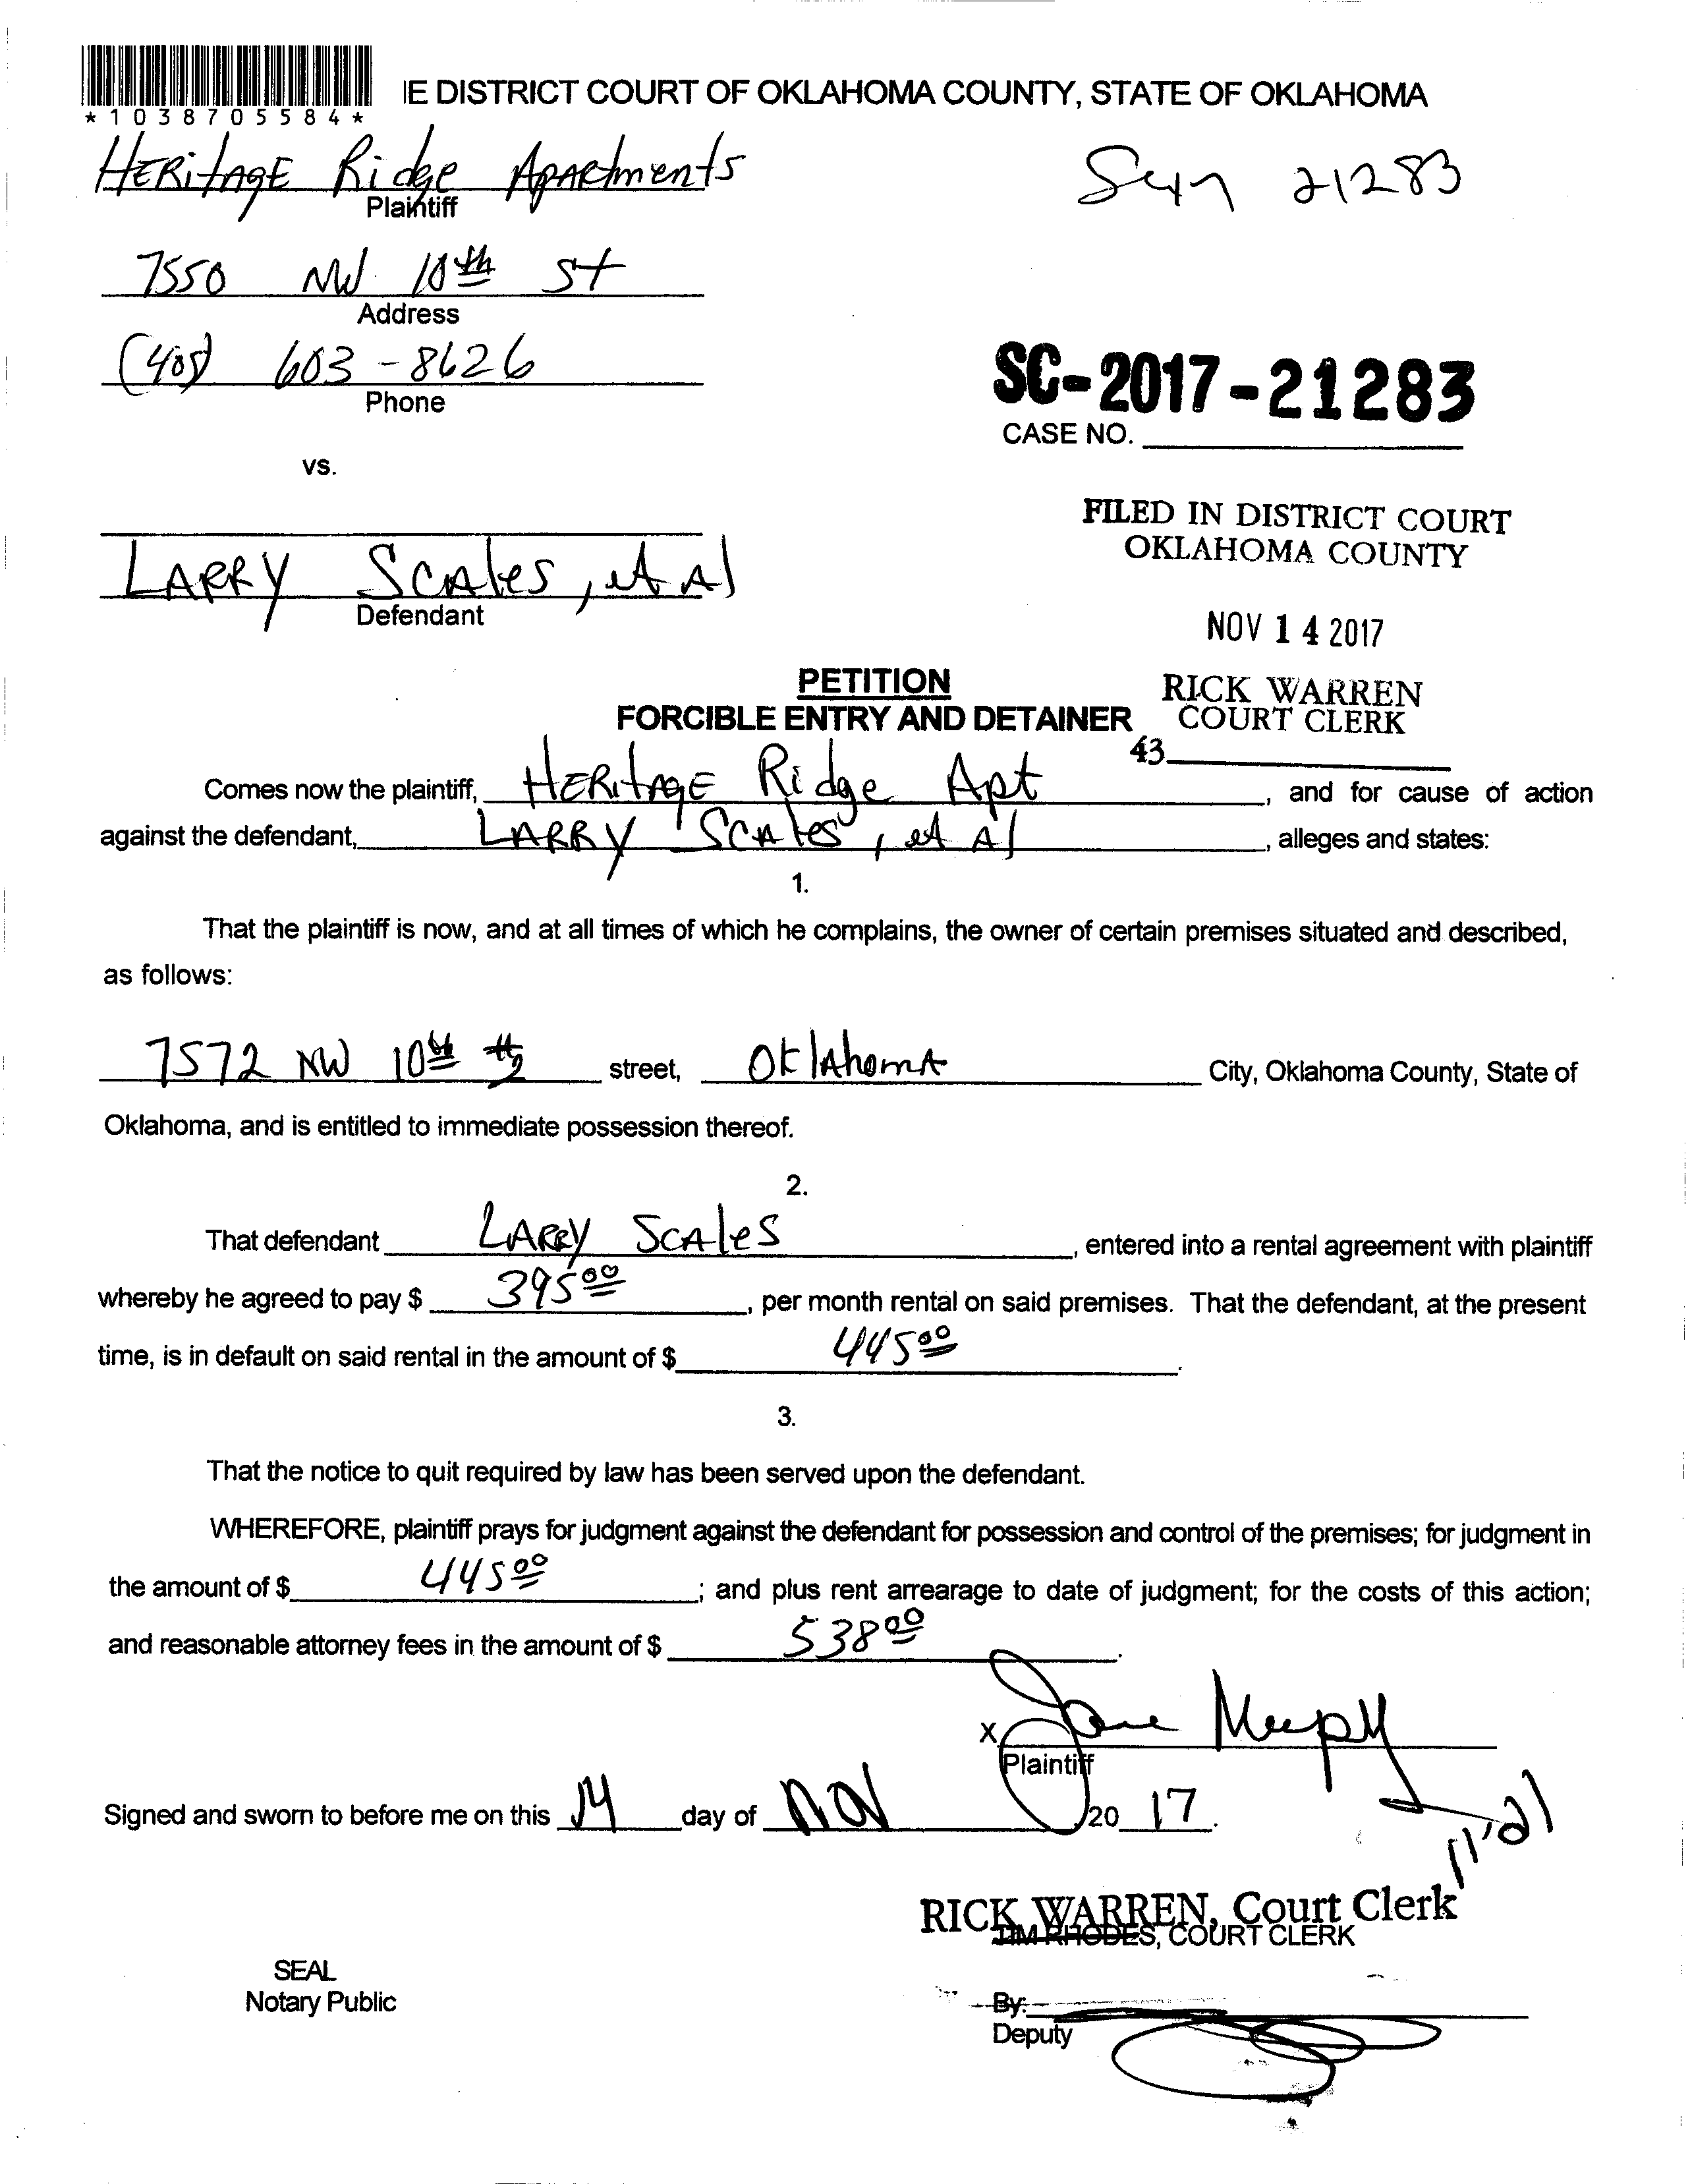 *1038705584*
IE DISTRICT COURT OF OKLAHOMA COUNTY, STATE OF OKLAHOMA
HERitAgE Ridge Apartments
Plaintiff
21283
7550 NW 10th St
Address
(405) 603-8626
Phone
SC-2017-21283
CASE NO.
vs.
FILED IN DISTRICT COURT
OKLAHOMA COUNTY
LARRY SCAles, et Al
Defendant
NOV 14 2017
PETITION
RICK WARREN
FORCIBLE ENTRY AND DETAINER
COURT CLERK
43
Comes now the plaintiff, HERitAgE Ridge Apt, and for cause of action
against the defendant, LARRY SCAles, et Al, alleges and states:
1.
That the plaintiff is now, and at all times of which he complains, the owner of certain premises situated and described,
as follows:
7572 NW 10th #2 street, OklAhomA City, Oklahoma County, State of
Oklahoma, and is entitled to immediate possession thereof.
2.
That defendant LARRY SCAles, entered into a rental agreement with plaintiff
whereby he agreed to pay $ 395.00, per month rental on said premises. That the defendant, at the present
time, is in default on said rental in the amount of $ 445.00.
3.
That the notice to quit required by law has been served upon the defendant.
WHEREFORE, plaintiff prays for judgment against the defendant for possession and control of the premises; for judgment in
the amount of $ 445.00; and plus rent arrearage to date of judgment; for the costs of this action;
and reasonable attorney fees in the amount of $ 538.00.
X
Plaintiff
Signed and sworn to before me on this 14 day of NOV 20 17.
11/21
RICK WARREN, Court Clerk
TIM RHODES, COURT CLERK
SEAL
Notary Public
By:
Deputy